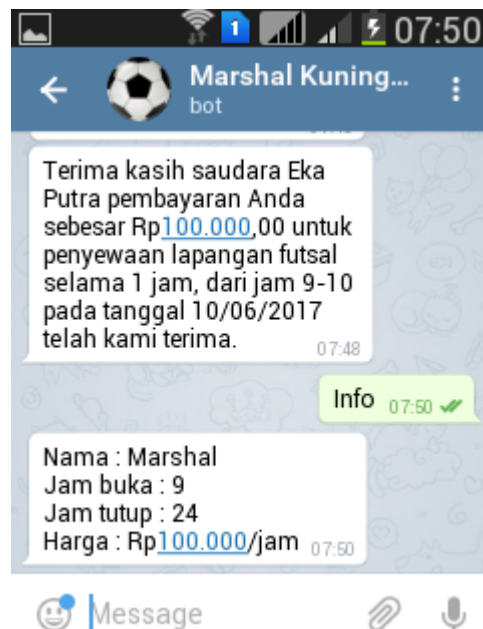 1 07:50
Marshal Kuning...
bot
Terima kasih saudara Eka
Putra pembayaran Anda
sebesar Rp100.000,00 untuk
penyewaan lapangan futsal
selama 1 jam, dari jam 9-10
pada tanggal 10/06/2017
telah kami terima.
07:48
Info 07:50
Nama : Marshal
Jam buka : 9
Jam tutup : 24
Harga : Rp100.000/jam 07:50
Message